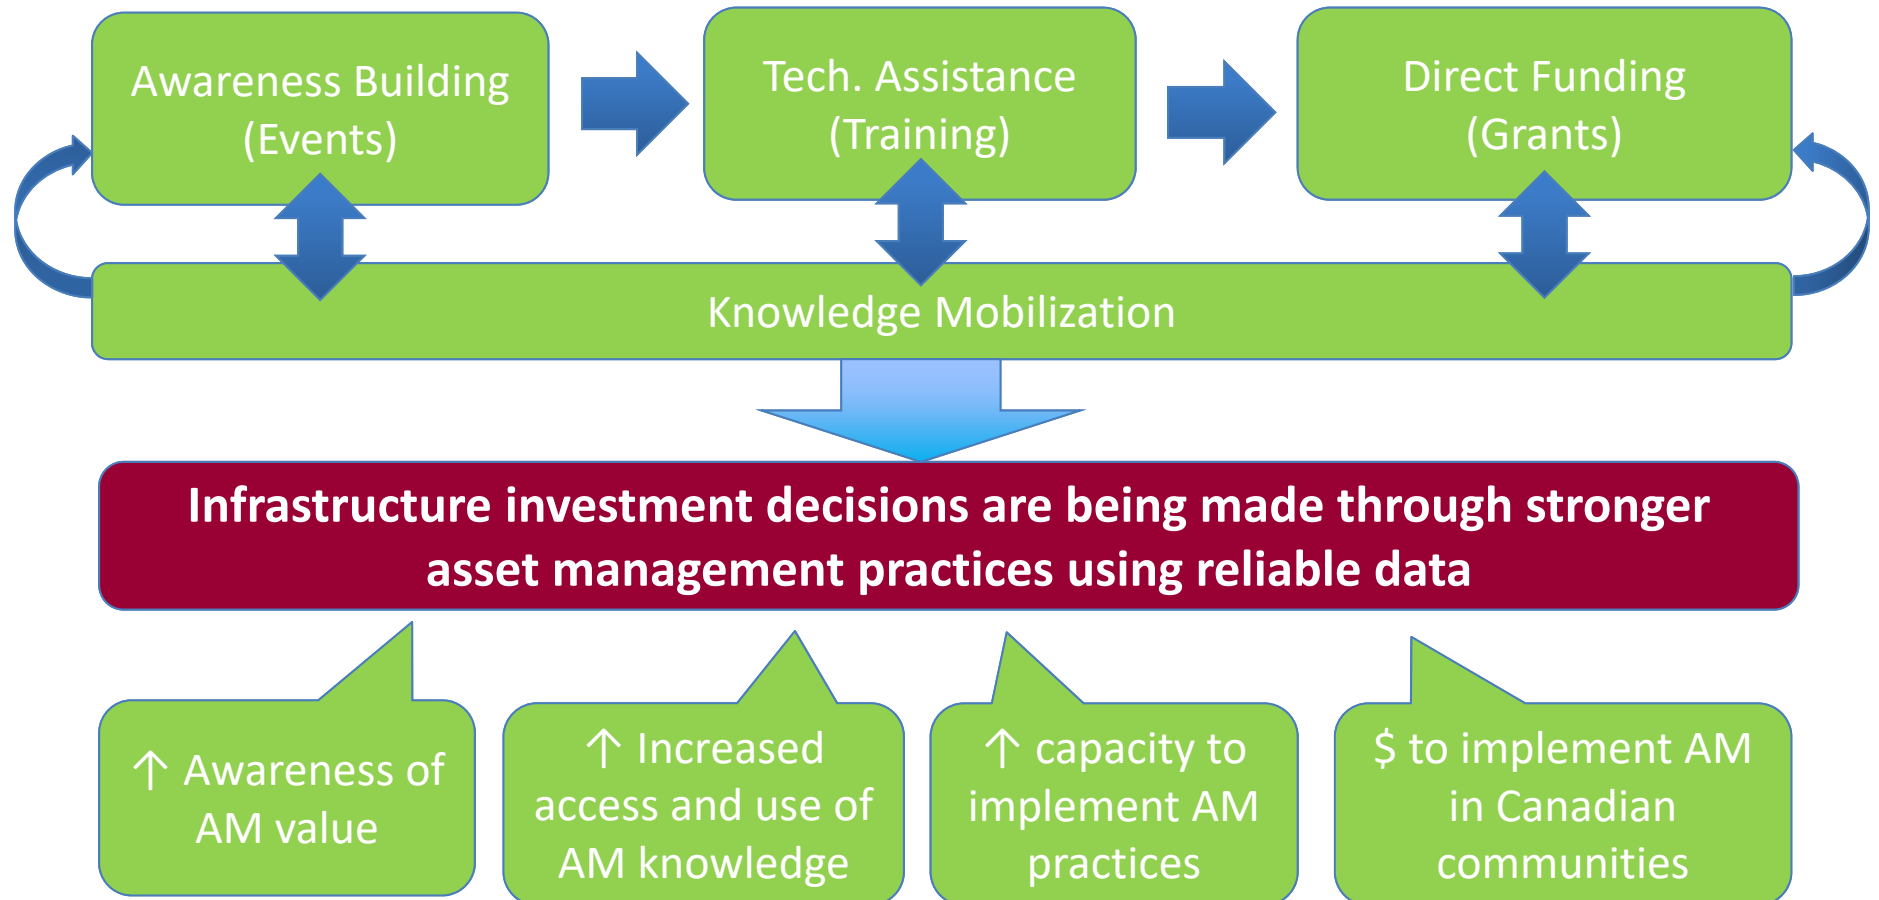 Awareness Building
(Events)
Tech. Assistance
(Training)
Direct Funding
(Grants)
Knowledge Mobilization
Infrastructure investment decisions are being made through stronger
asset management practices using reliable data
↑ Awareness of
AM value
↑ Increased
access and use of
AM knowledge
↑ capacity to
implement AM
practices
$ to implement AM
in Canadian
communities